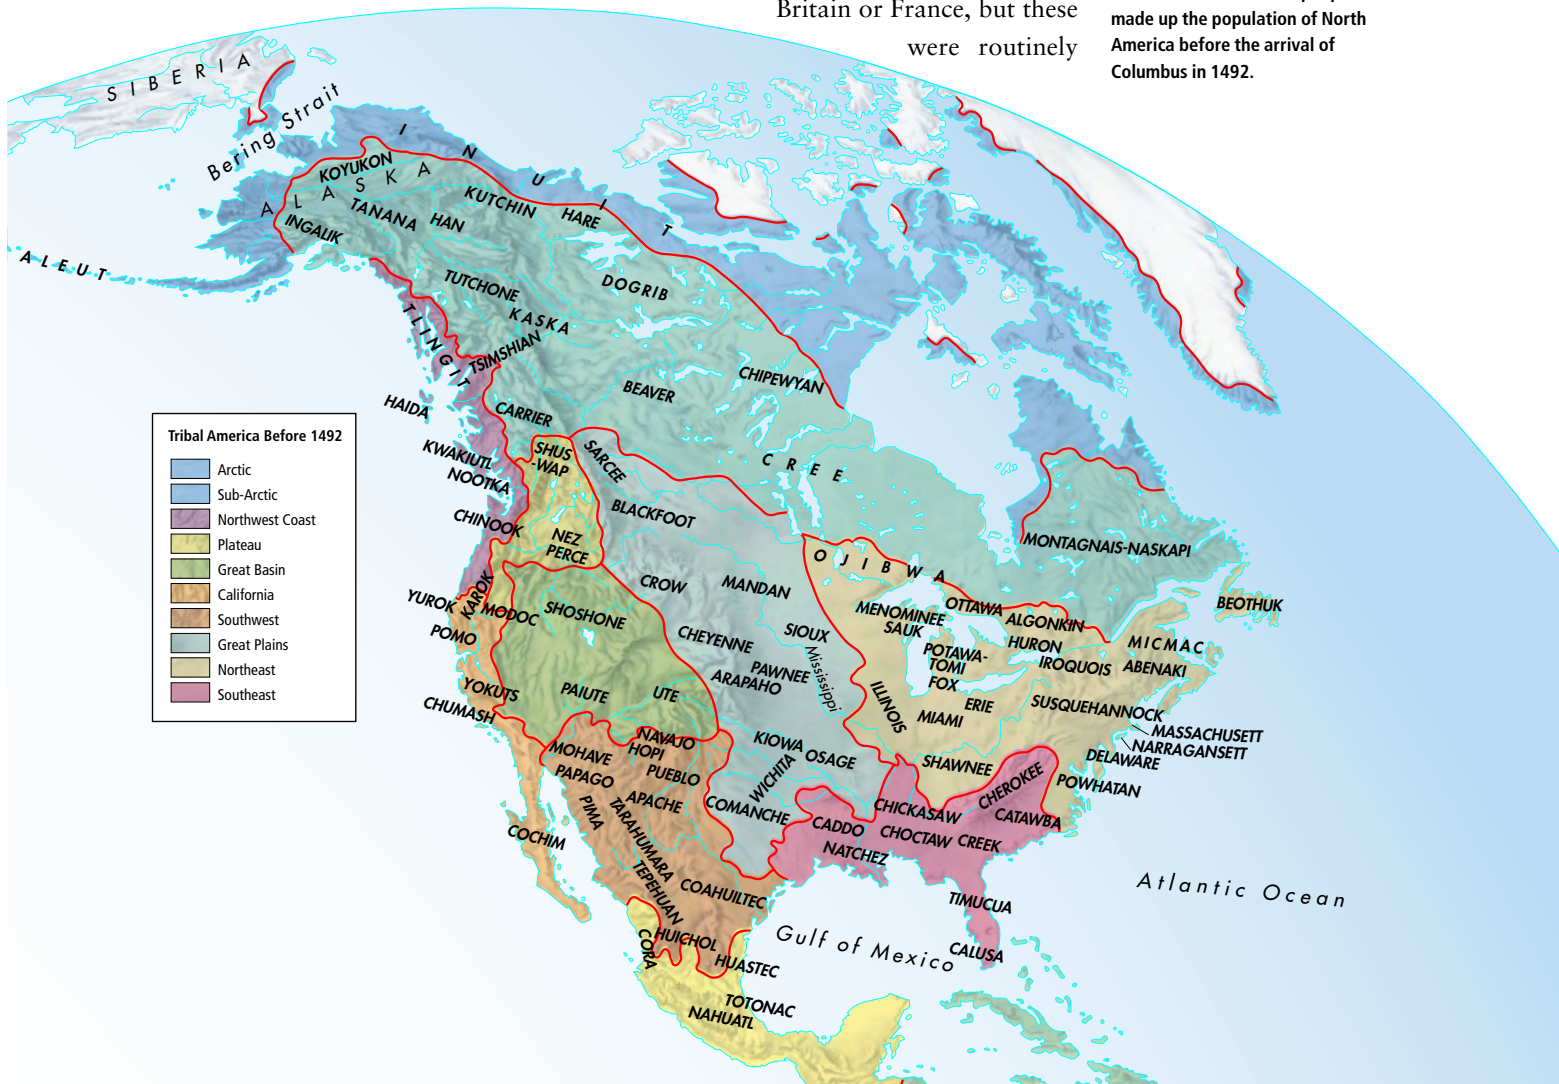 Britain or France, but these
were routinely
made up the population of North
America before the arrival of
Columbus in 1492.
SIBERIA
Bering Strait
ALASKA
ALEUT
INUIT
KOYUKON
INGALIK
TANANA
HAN
KUTCHIN
HARE
TUTCHONE
KASKA
DOGRIB
TLINGIT
TSIMSHIAN
CHIPEWYAN
BEAVER
HAIDA
CARRIER
CREE
KWAKIUTL
NOOTKA
SHUS
-WAP
SARCEE
BLACKFOOT
CHINOOK
NEZ
PERCE
MONTAGNAIS-NASKAPI
OJIBWA
CROW
MANDAN
YUROK
KAROK
MODOC
SHOSHONE
POMO
MENOMINEE
SAUK
OTTAWA
ALGONKIN
BEOTHUK
SIOUX
CHEYENNE
POTAWA-
TOMI
FOX
HURON
IROQUOIS
MICMAC
ABENAKI
PAWNEE
ARAPAHO
Mississippi
YOKUTS
PAIUTE
UTE
CHUMASH
ILLINOIS
MIAMI
ERIE
SUSQUEHANNOCK
MASSACHUSETT
NARRAGANSETT
DELAWARE
POWHATAN
NAVAJO
HOPI
MOHAVE
PAPAGO
PUEBLO
KIOWA
OSAGE
WICHITA
SHAWNEE
CHEROKEE
CATAWBA
PIMA
TARAHUMARA
APACHE
COMANCHE
CADDO
CHICKASAW
CHOCTAW
CREEK
NATCHEZ
COCHIM
TEPEHUAN
COAHUILTEC
TIMUCUA
CALUSA
Atlantic Ocean
Gulf of Mexico
CORA
HUICHOL
HUASTEC
TOTONAC
NAHUATL
Tribal America Before 1492
Arctic
Sub-Arctic
Northwest Coast
Plateau
Great Basin
California
Southwest
Great Plains
Northeast
Southeast